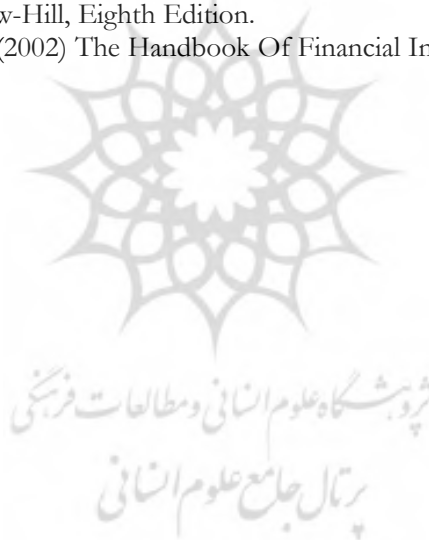 w-Hill, Eighth Edition.
(2002) The Handbook Of Financial In
پژوهشگاه علوم انسانی و مطالعات فرهنگی
پرتال جامع علوم انسانی